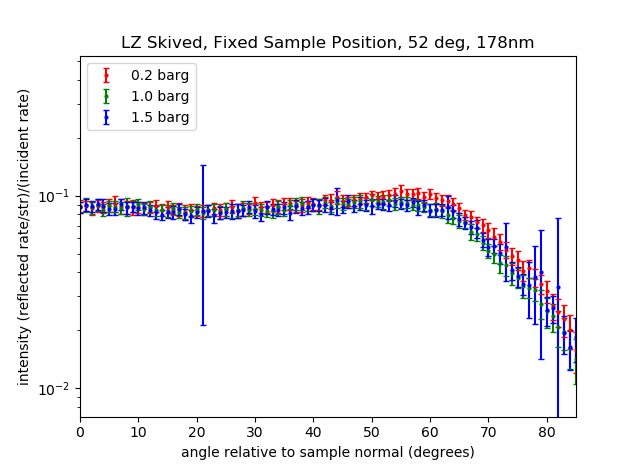 LZ Skived, Fixed Sample Position, 52 deg, 178nm
0.2 barg
1.0 barg
1.5 barg
intensity (reflected rate/str)/(incident rate)
10⁻¹
10⁻²
0 10 20 30 40 50 60 70 80
angle relative to sample normal (degrees)